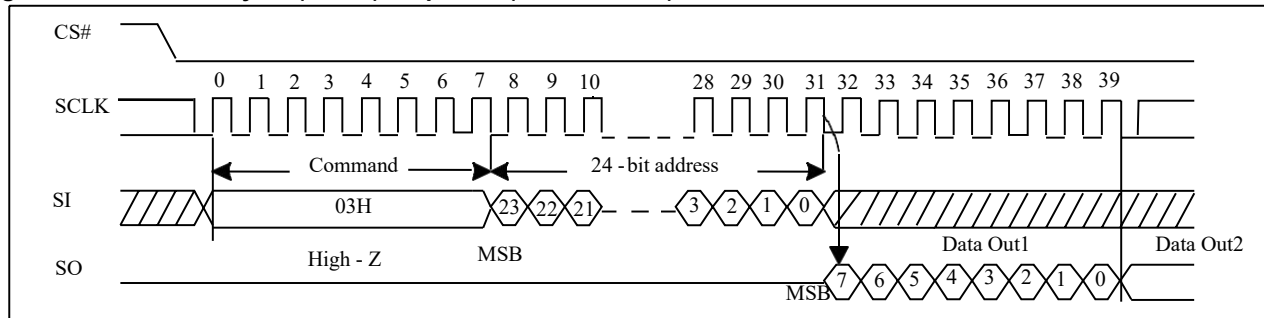 CS#
0 1 2 3 4 5 6 7 8 9 10 28 29 30 31 32 33 34 35 36 37 38 39
SCLK
Command 24 -bit address
SI 03H 23 22 21 3 2 1 0
Data Out1 Data Out2
High - Z MSB
SO
MSB 7 6 5 4 3 2 1 0